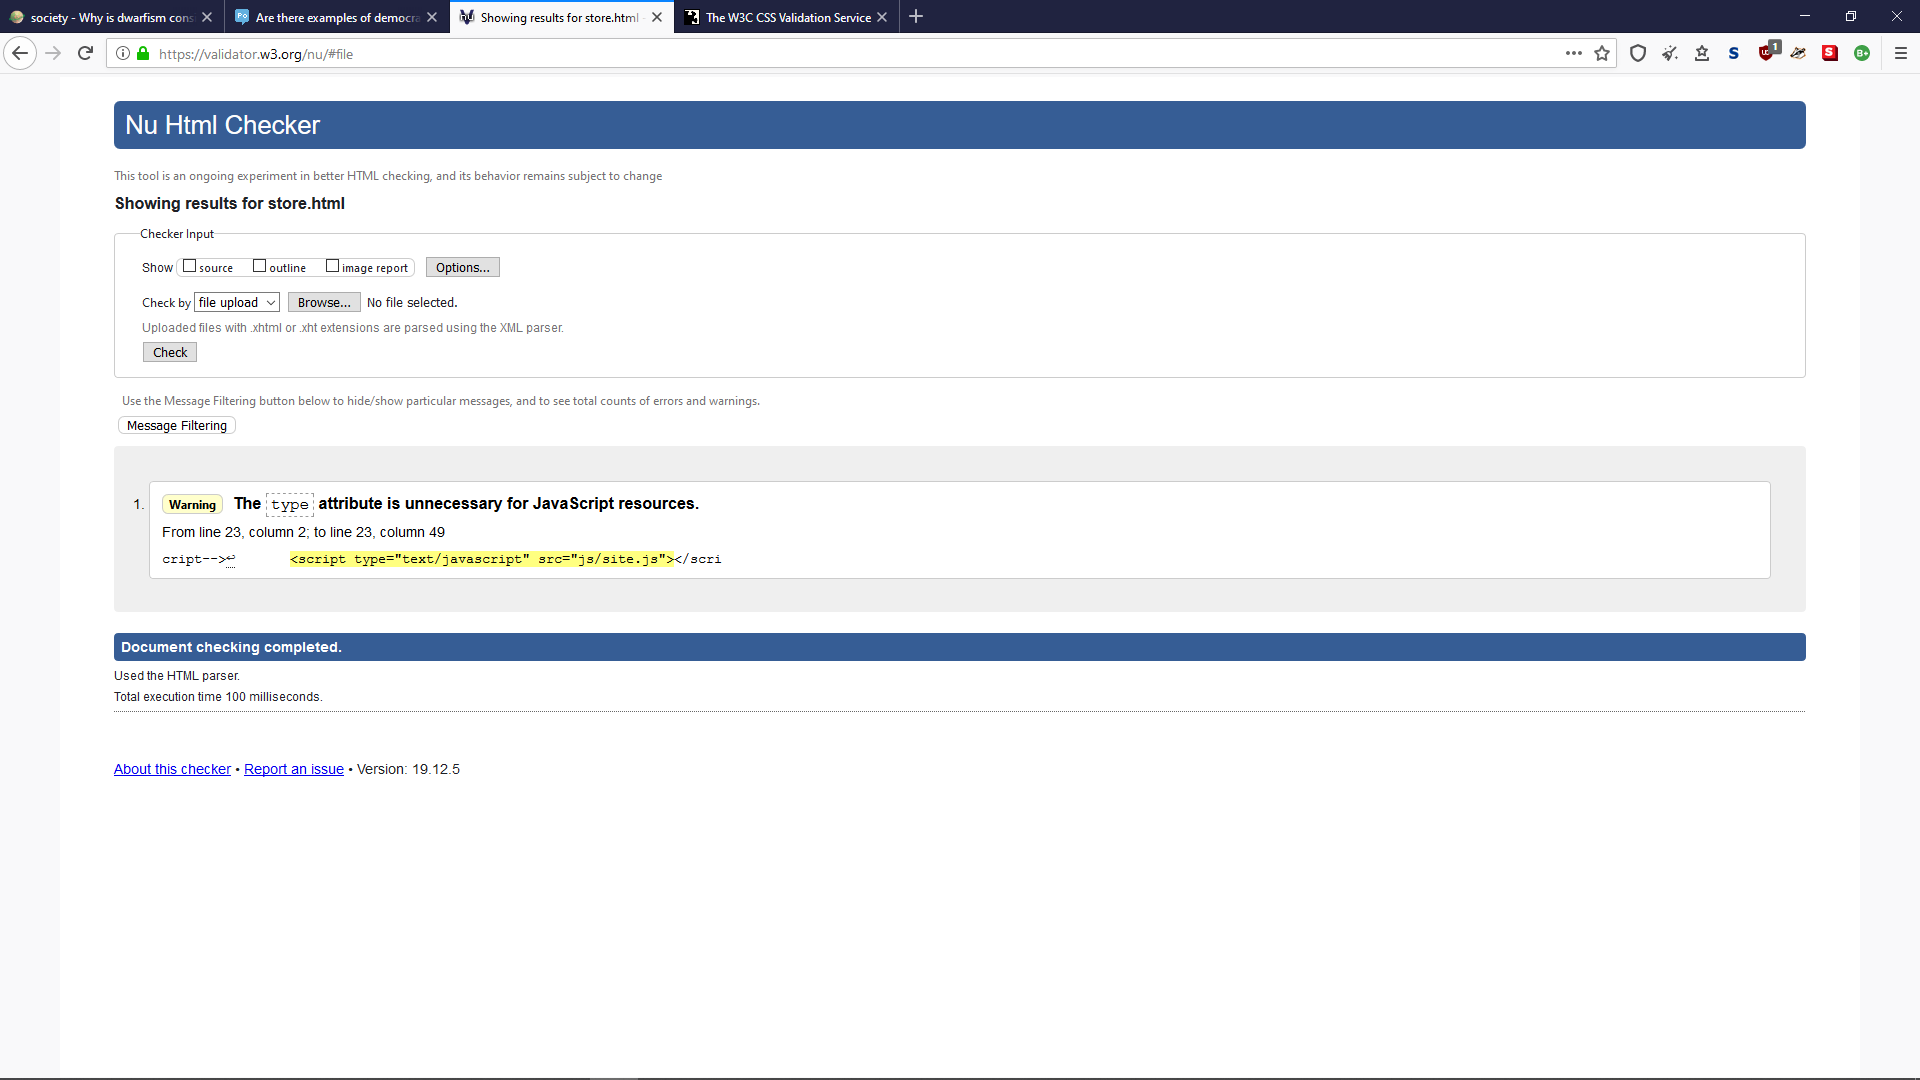 society - Why is dwarfism cons
Are there examples of democra
Showing results for store.html -
The W3C CSS Validation Service
https://validator.w3.org/nu/#file
1
Nu Html Checker
This tool is an ongoing experiment in better HTML checking, and its behavior remains subject to change
Showing results for store.html
Checker Input
Show source outline image report Options...
Check by file upload Browse... No file selected.
Uploaded files with .xhtml or .xht extensions are parsed using the XML parser.
Check
Use the Message Filtering button below to hide/show particular messages, and to see total counts of errors and warnings.
Message Filtering
1. Warning The type attribute is unnecessary for JavaScript resources.
From line 23, column 2; to line 23, column 49
cript-->↩ <script type="text/javascript" src="js/site.js"></scri
Document checking completed.
Used the HTML parser.
Total execution time 100 milliseconds.
About this checker • Report an issue • Version: 19.12.5